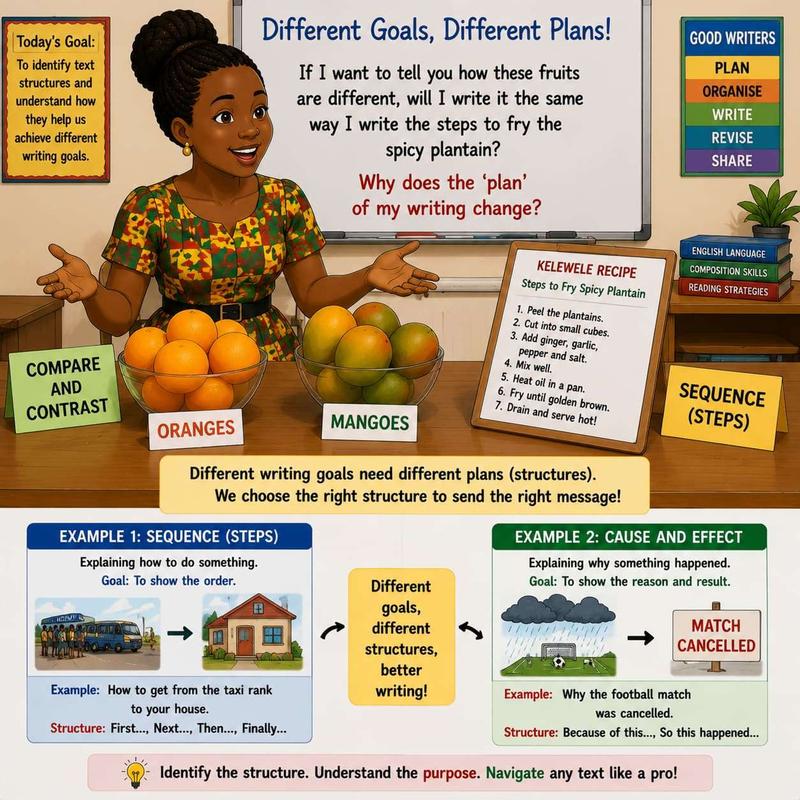 Today's Goal:
To identify text
structures and
understand how
they help us
achieve different
writing goals.
Different Goals, Different Plans!
If I want to tell you how these fruits
are different, will I write it the same
way I write the steps to fry the
spicy plantain?
Why does the 'plan'
of my writing change?
GOOD WRITERS
PLAN
ORGANISE
WRITE
REVISE
SHARE
ENGLISH LANGUAGE
COMPOSITION SKILLS
READING STRATEGIES
COMPARE
AND
CONTRAST
ORANGES
MANGOES
KELEWELE RECIPE
Steps to Fry Spicy Plantain
1. Peel the plantains.
2. Cut into small cubes.
3. Add ginger, garlic,
pepper and salt.
4. Mix well.
5. Heat oil in a pan.
6. Fry until golden brown.
7. Drain and serve hot!
SEQUENCE
(STEPS)
Different writing goals need different plans (structures).
We choose the right structure to send the right message!
EXAMPLE 1: SEQUENCE (STEPS)
Explaining how to do something.
Goal: To show the order.
Example: How to get from the taxi rank
to your house.
Structure: First..., Next..., Then..., Finally...
Different
goals,
different
structures,
better
writing!
EXAMPLE 2: CAUSE AND EFFECT
Explaining why something happened.
Goal: To show the reason and result.
MATCH
CANCELLED
Example: Why the football match
was cancelled.
Structure: Because of this..., So this happened...
Identify the structure. Understand the purpose. Navigate any text like a pro!